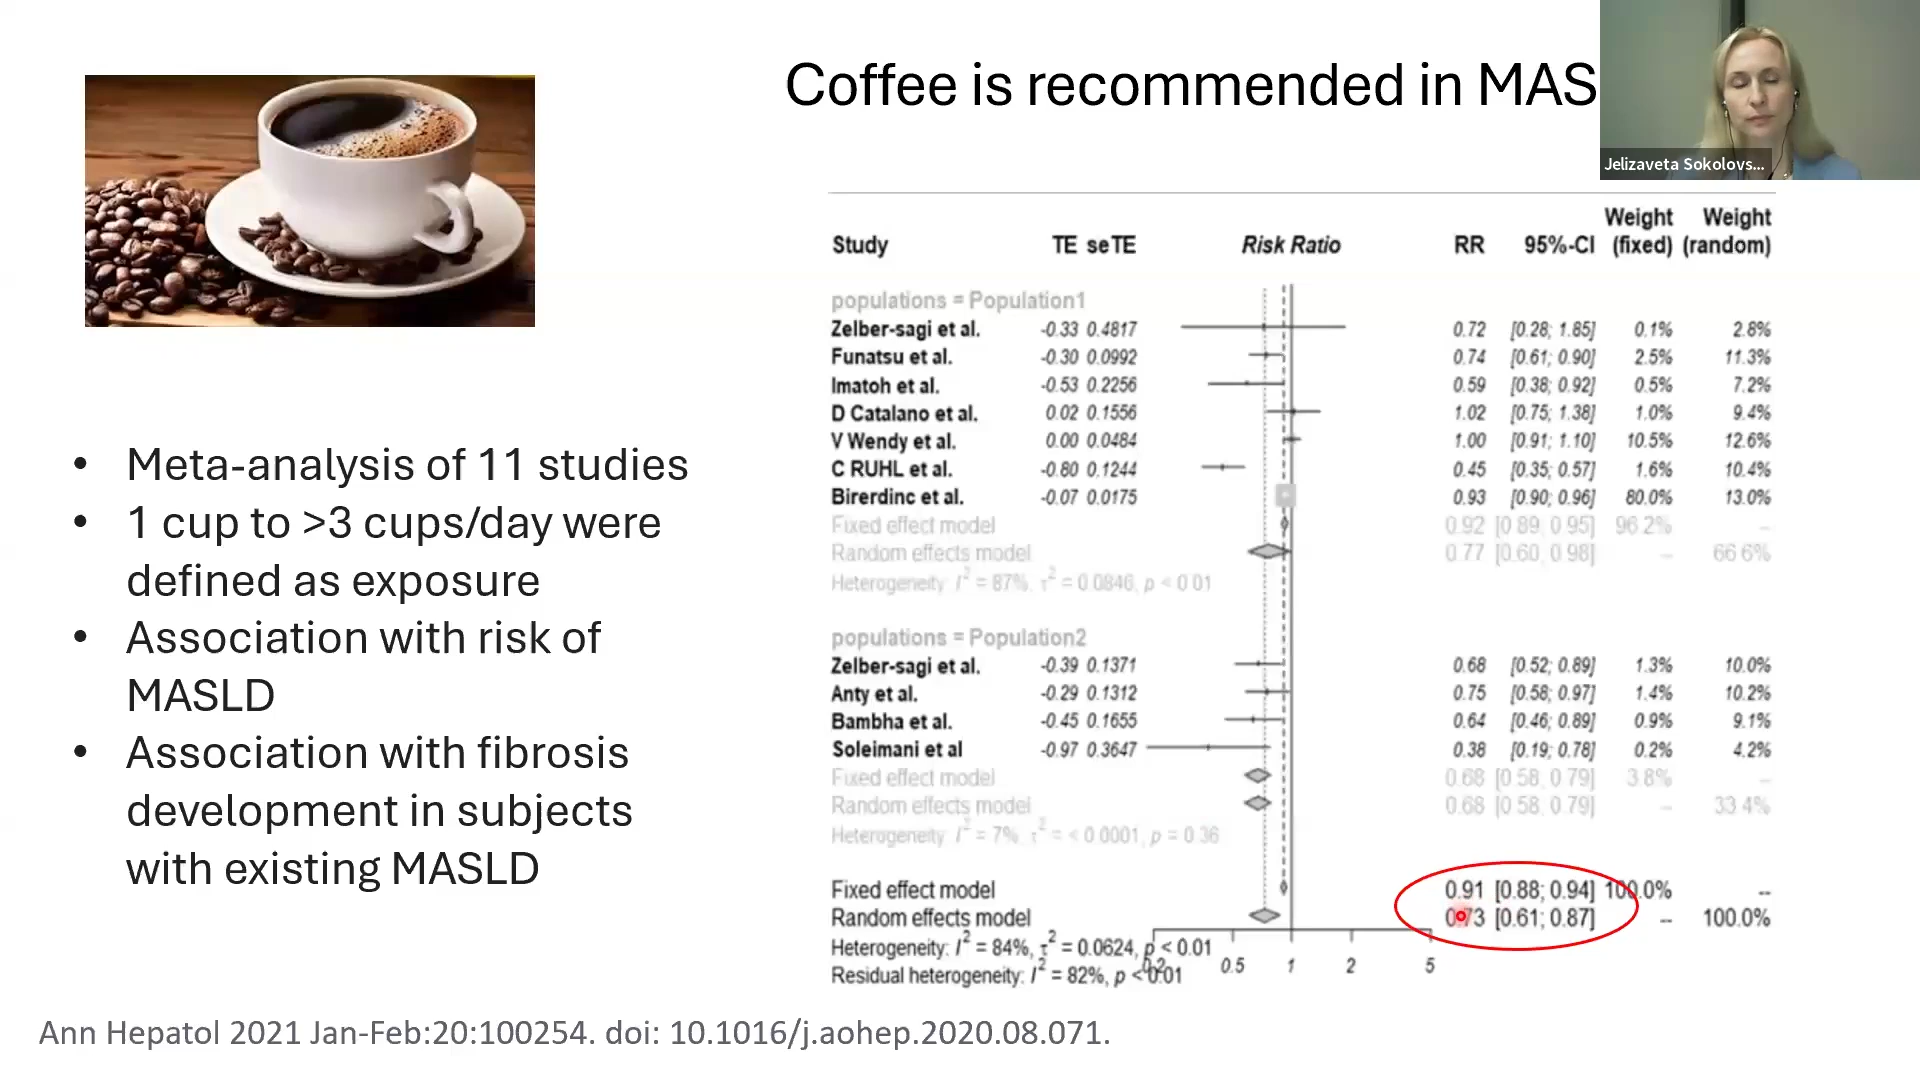 Coffee is recommended in MAS
Jelizaveta Sokolovs...
• Meta-analysis of 11 studies
• 1 cup to >3 cups/day were
defined as exposure
• Association with risk of
MASLD
• Association with fibrosis
development in subjects
with existing MASLD
Weight Weight
Study TE seTE Risk Ratio RR 95%-CI (fixed) (random)
populations = Population1
Zelber-sagi et al. -0.33 0.4817 0.72 [0.28; 1.85] 0.1% 2.8%
Funatsu et al. -0.30 0.0992 0.74 [0.61; 0.90] 2.5% 11.3%
Imatoh et al. -0.53 0.2256 0.59 [0.38; 0.92] 0.5% 7.2%
D Catalano et al. 0.02 0.1556 1.02 [0.75; 1.38] 1.0% 9.4%
V Wendy et al. 0.00 0.0484 1.00 [0.91; 1.10] 10.5% 12.6%
C RUHL et al. -0.80 0.1244 0.45 [0.35; 0.57] 1.6% 10.4%
Birerdinc et al. -0.07 0.0175 0.93 [0.90; 0.96] 80.0% 13.0%
Fixed effect model 0.92 [0.89; 0.95] 96.2% --
Random effects model 0.77 [0.60; 0.98] -- 66.6%
Heterogeneity: I² = 87%, τ² = 0.0846, p < 0.01
populations = Population2
Zelber-sagi et al. -0.39 0.1371 0.68 [0.52; 0.89] 1.3% 10.0%
Anty et al. -0.29 0.1312 0.75 [0.58; 0.97] 1.4% 10.2%
Bambha et al. -0.45 0.1655 0.64 [0.46; 0.89] 0.9% 9.1%
Soleimani et al -0.97 0.3647 0.38 [0.19; 0.78] 0.2% 4.2%
Fixed effect model 0.68 [0.58; 0.79] 3.8% --
Random effects model 0.68 [0.58; 0.79] -- 33.4%
Heterogeneity: I² = 7%, τ² = < 0.0001, p = 0.36
Fixed effect model 0.91 [0.88; 0.94] 100.0% --
Random effects model 0.73 [0.61; 0.87] -- 100.0%
Heterogeneity: I² = 84%, τ² = 0.0624, p < 0.01
0.2 0.5 1 2 5
Residual heterogeneity: I² = 82%, p < 0.01
Ann Hepatol 2021 Jan-Feb:20:100254. doi: 10.1016/j.aohep.2020.08.071.